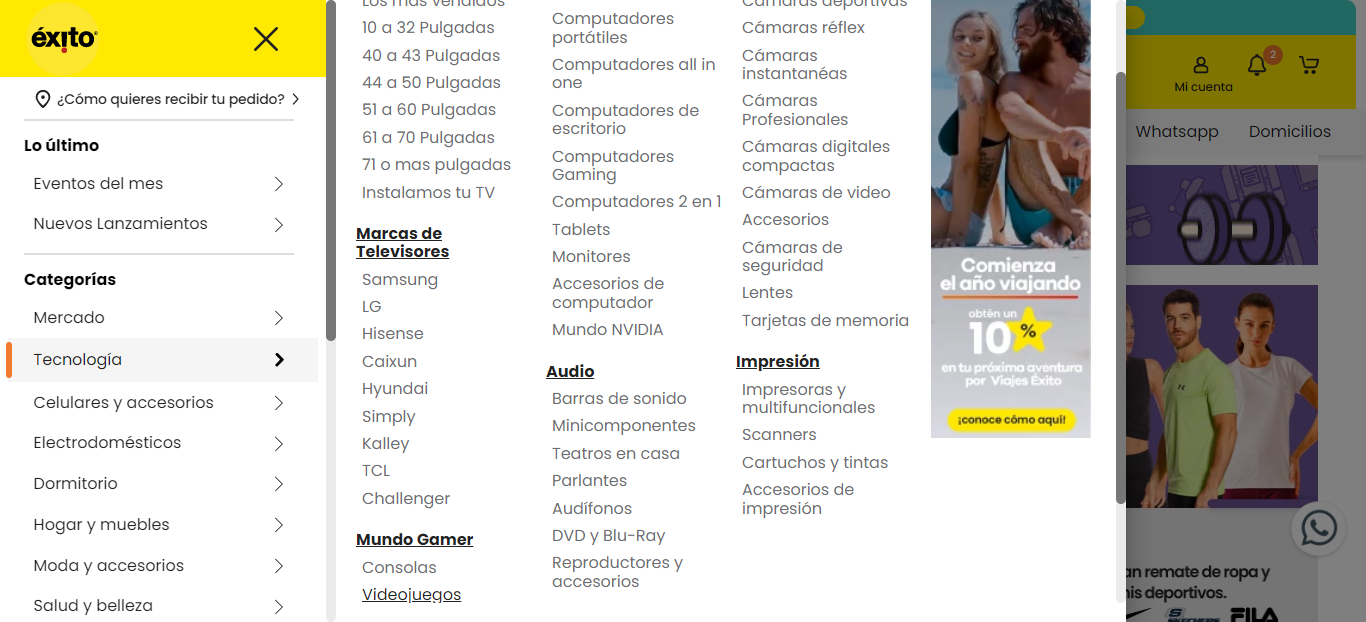 éxito
¿Cómo quieres recibir tu pedido?
Lo último
Eventos del mes
Nuevos Lanzamientos
Categorías
Mercado
Tecnología
Celulares y accesorios
Electrodomésticos
Dormitorio
Hogar y muebles
Moda y accesorios
Salud y belleza
Los más vendidos
10 a 32 Pulgadas
40 a 43 Pulgadas
44 a 50 Pulgadas
51 a 60 Pulgadas
61 a 70 Pulgadas
71 o mas pulgadas
Instalamos tu TV
Marcas de
Televisores
Samsung
LG
Hisense
Caixun
Hyundai
Simply
Kalley
TCL
Challenger
Mundo Gamer
Consolas
Videojuegos
Computadores
portátiles
Computadores all in
one
Computadores de
escritorio
Computadores
Gaming
Computadores 2 en 1
Tablets
Monitores
Accesorios de
computador
Mundo NVIDIA
Audio
Barras de sonido
Minicomponentes
Teatros en casa
Parlantes
Audífonos
DVD y Blu-Ray
Reproductores y
accesorios
Cámaras deportivas
Cámaras réflex
Cámaras
instantanéas
Cámaras
Profesionales
Cámaras digitales
compactas
Cámaras de video
Accesorios
Cámaras de
seguridad
Lentes
Tarjetas de memoria
Impresión
Impresoras y
multifuncionales
Scanners
Cartuchos y tintas
Accesorios de
impresión
Comienza
el año viajando
obtén un
10%
en tu próxima aventura
por Viajes Éxito
¡conoce cómo aquí!
2
Mi cuenta
Whatsapp
Domicilios
an remate de ropa y
nis deportivos.
SKECHERS
FILA